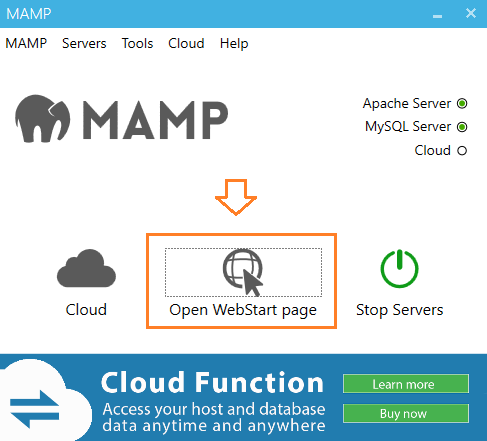 MAMP
MAMP Servers Tools Cloud Help
MAMP
Apache Server
MySQL Server
Cloud
Cloud
Open WebStart page
Stop Servers
Cloud Function
Access your host and database
data anytime and anywhere
Learn more
Buy now